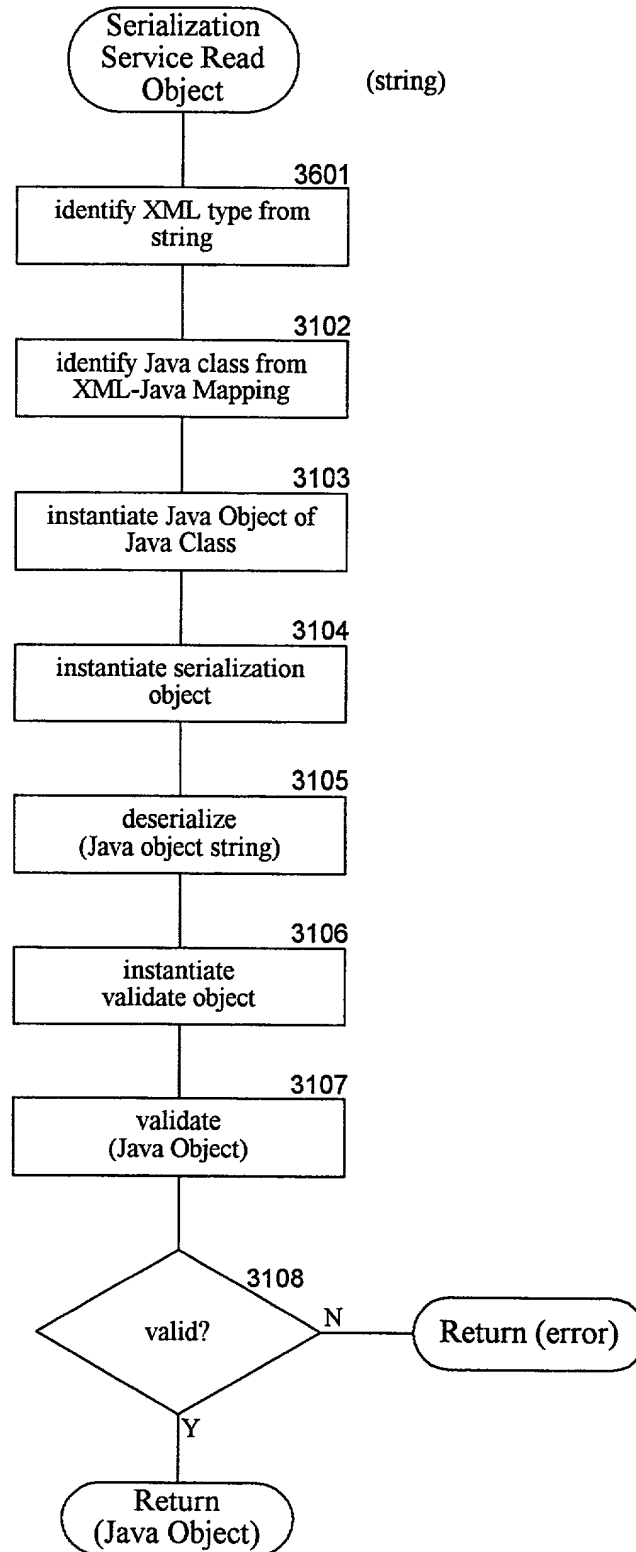 Serialization
Service Read
Object
(string)
3601
identify XML type from
string
3102
identify Java class from
XML-Java Mapping
3103
instantiate Java Object of
Java Class
3104
instantiate serialization
object
3105
deserialize
(Java object string)
3106
instantiate
validate object
3107
validate
(Java Object)
3108
valid?
N
Return (error)
Y
Return
(Java Object)